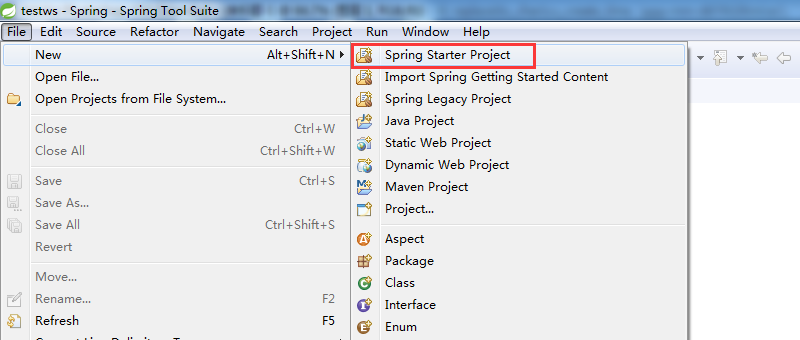 testws - Spring - Spring Tool Suite
File Edit Source Refactor Navigate Search Project Run Window Help
New Alt+Shift+N
Open File...
Open Projects from File System...
Close Ctrl+W
Close All Ctrl+Shift+W
Save Ctrl+S
Save As...
Save All Ctrl+Shift+S
Revert
Move...
Rename... F2
Refresh F5
Spring Starter Project
Import Spring Getting Started Content
Spring Legacy Project
Java Project
Static Web Project
Dynamic Web Project
Maven Project
Project...
Aspect
Package
Class
Interface
Enum